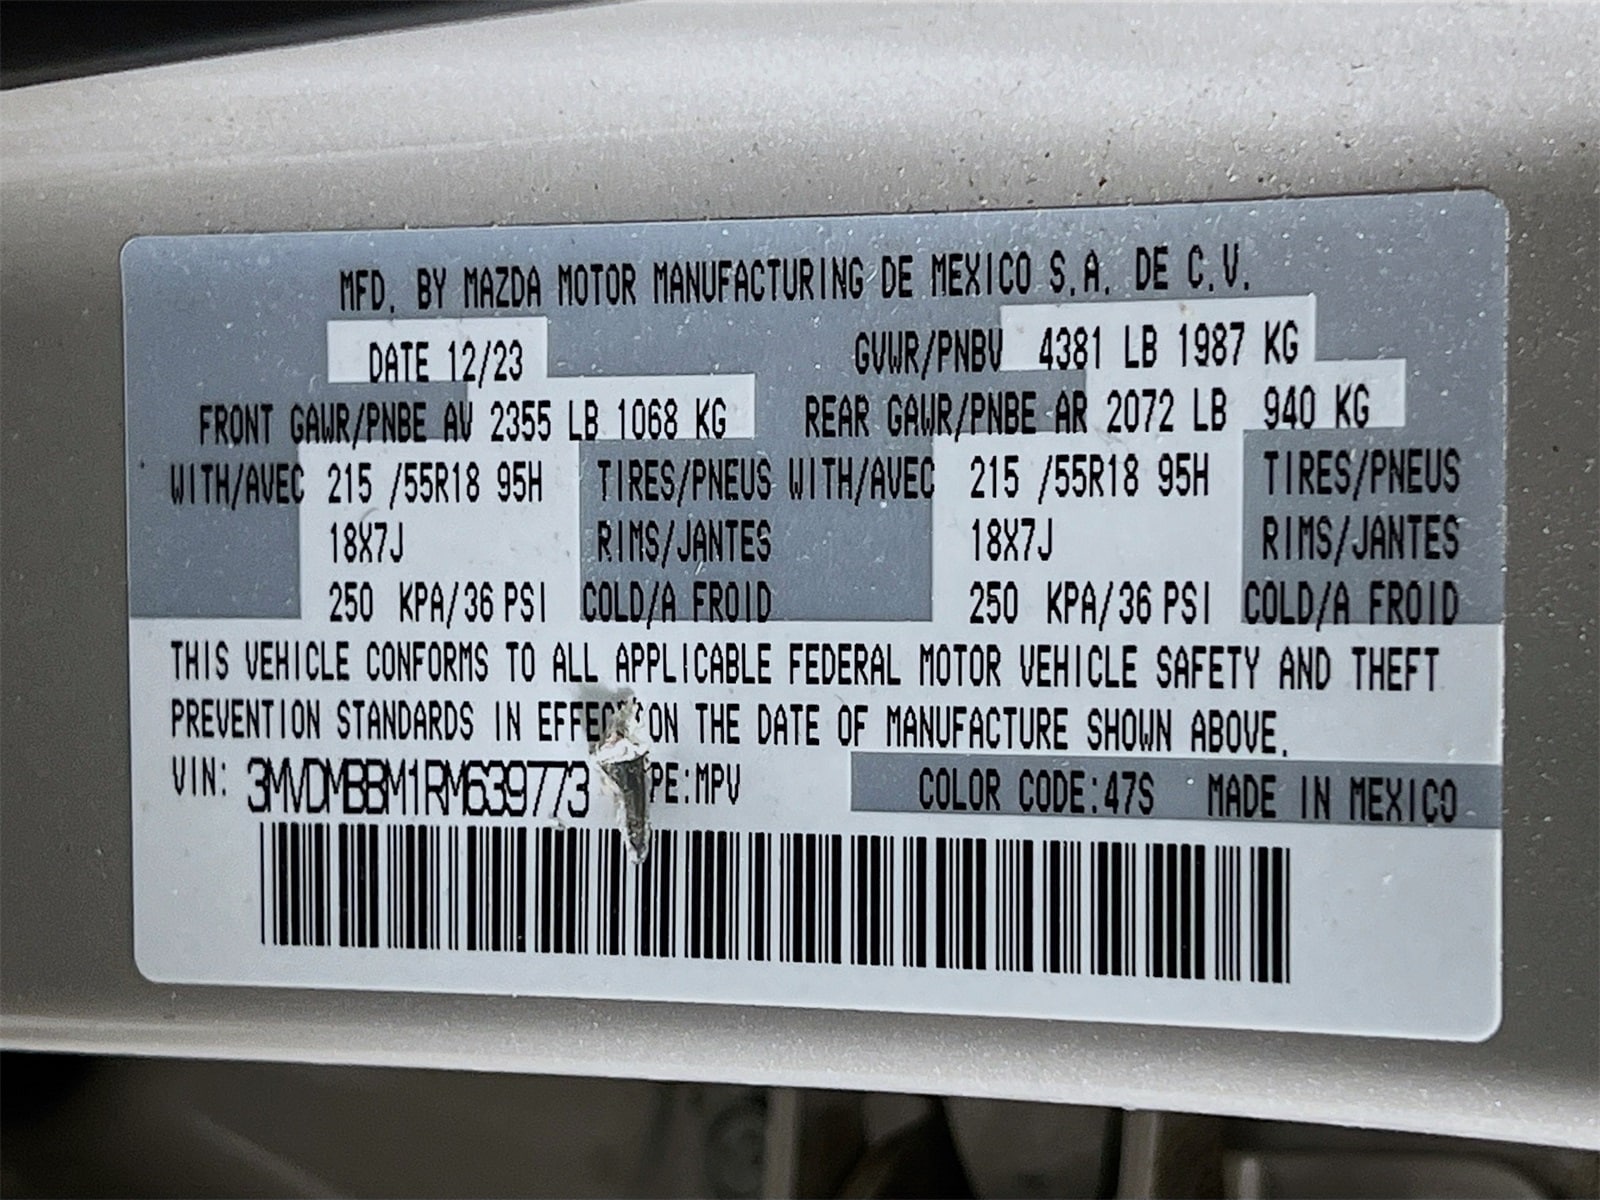 MFD. BY MAZDA MOTOR MANUFACTURING DE MEXICO S.A. DE C.V.
DATE 12/23 GVWR/PNBV 4381 LB 1987 KG
FRONT GAWR/PNBE AV 2355 LB 1068 KG REAR GAWR/PNBE AR 2072 LB 940 KG
WITH/AVEC 215 /55R18 95H TIRES/PNEUS WITH/AVEC 215 /55R18 95H TIRES/PNEUS
18X7J RIMS/JANTES 18X7J RIMS/JANTES
250 KPA/36 PSI COLD/A FROID 250 KPA/36 PSI COLD/A FROID
THIS VEHICLE CONFORMS TO ALL APPLICABLE FEDERAL MOTOR VEHICLE SAFETY AND THEFT
PREVENTION STANDARDS IN EFFECT ON THE DATE OF MANUFACTURE SHOWN ABOVE.
VIN: 3MVDMBBM1RM639773 PE:MPV COLOR CODE:47S MADE IN MEXICO